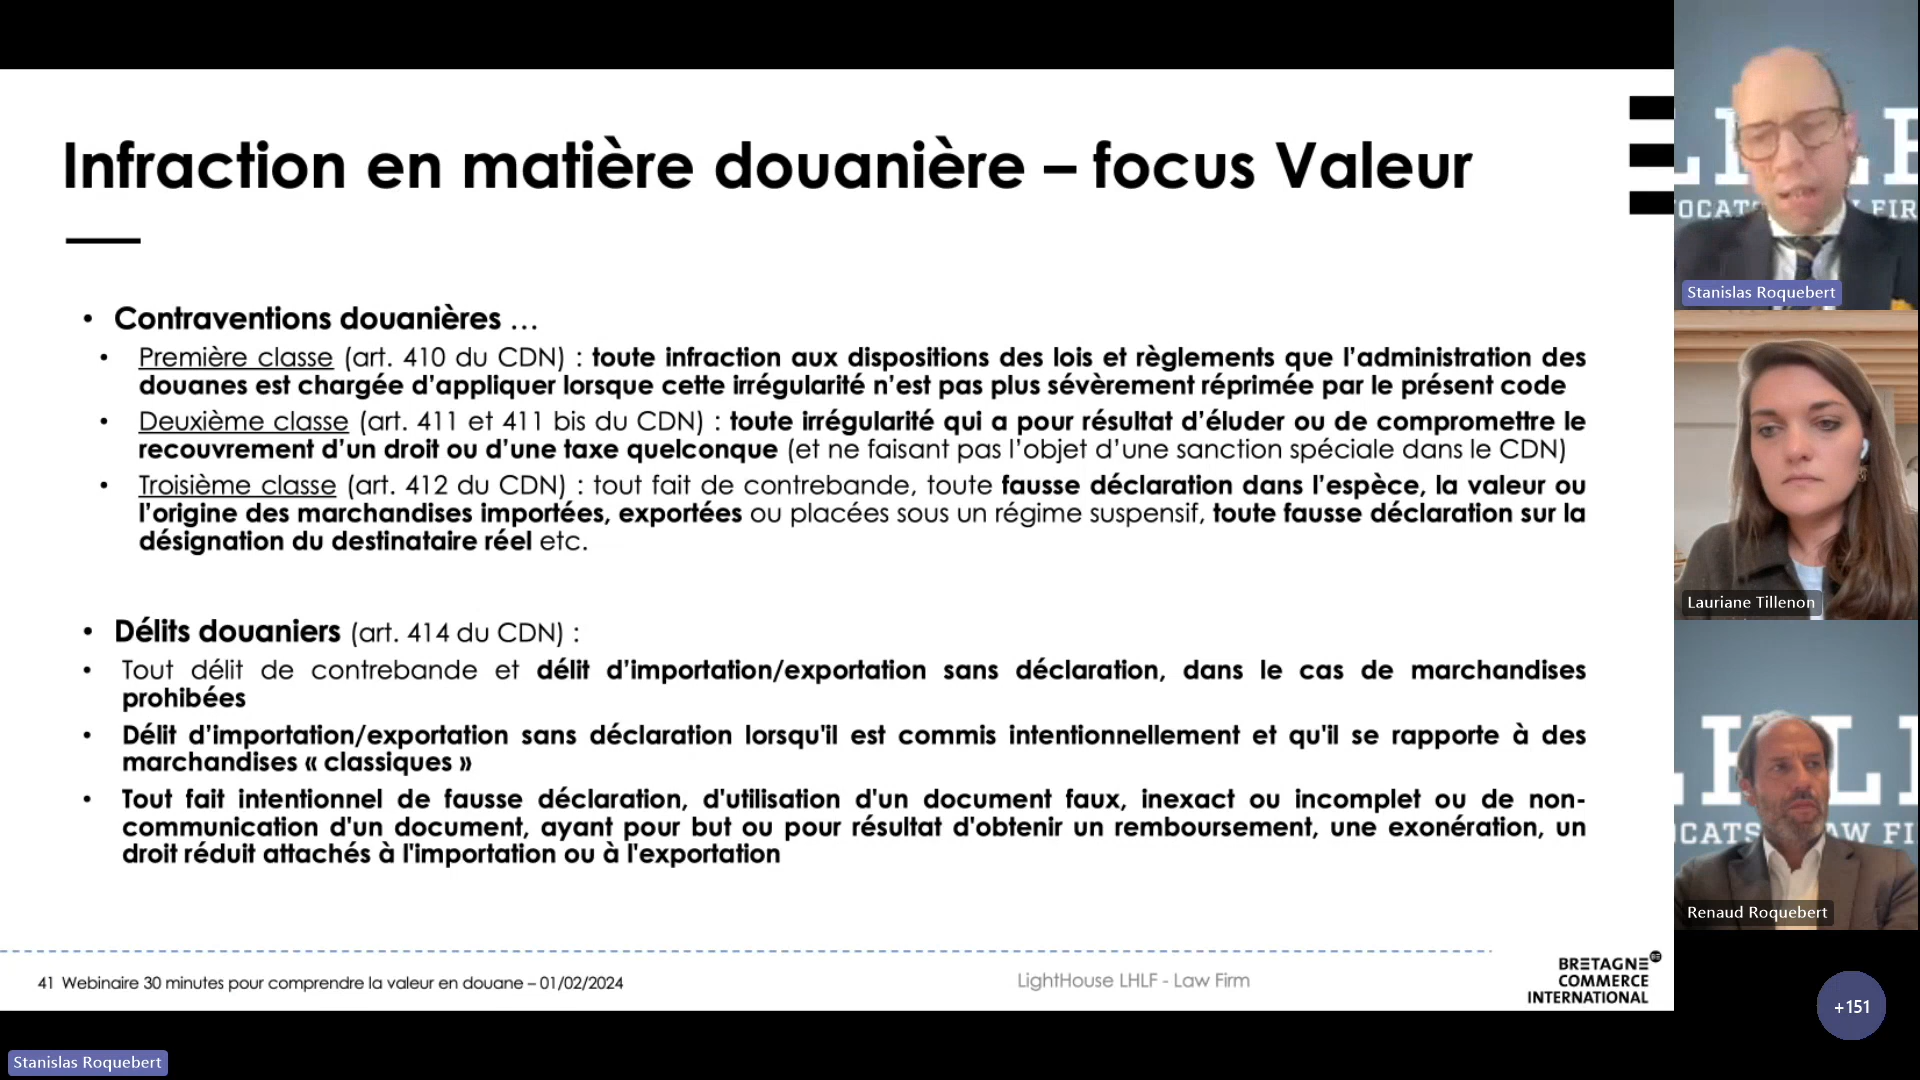 Infraction en matière douanière – focus Valeur
• Contraventions douanières …
• Première classe (art. 410 du CDN) : toute infraction aux dispositions des lois et règlements que l’administration des
douanes est chargée d’appliquer lorsque cette irrégularité n’est pas plus sévèrement réprimée par le présent code
• Deuxième classe (art. 411 et 411 bis du CDN) : toute irrégularité qui a pour résultat d’éluder ou de compromettre le
recouvrement d’un droit ou d’une taxe quelconque (et ne faisant pas l’objet d’une sanction spéciale dans le CDN)
• Troisième classe (art. 412 du CDN) : tout fait de contrebande, toute fausse déclaration dans l’espèce, la valeur ou
l’origine des marchandises importées, exportées ou placées sous un régime suspensif, toute fausse déclaration sur la
désignation du destinataire réel etc.
• Délits douaniers (art. 414 du CDN) :
• Tout délit de contrebande et délit d’importation/exportation sans déclaration, dans le cas de marchandises
prohibées
• Délit d’importation/exportation sans déclaration lorsqu'il est commis intentionnellement et qu'il se rapporte à des
marchandises « classiques »
• Tout fait intentionnel de fausse déclaration, d'utilisation d'un document faux, inexact ou incomplet ou de non-
communication d'un document, ayant pour but ou pour résultat d'obtenir un remboursement, une exonération, un
droit réduit attachés à l'importation ou à l'exportation
41 Webinaire 30 minutes pour comprendre la valeur en douane – 01/02/2024
LightHouse LHLF - Law Firm
BRETAGNE
COMMERCE
INTERNATIONAL
Stanislas Roquebert
Lauriane Tillenon
Renaud Roquebert
+151
Stanislas Roquebert